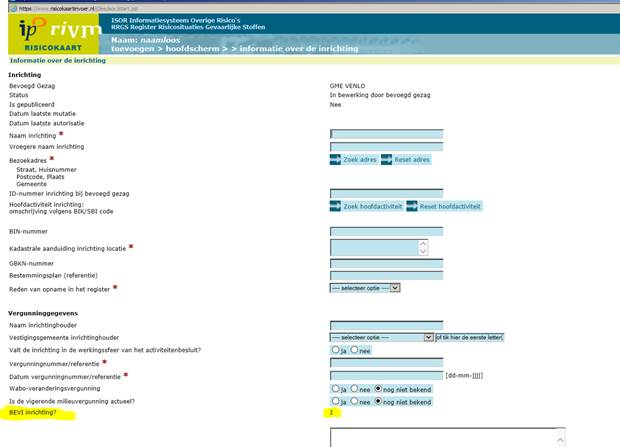 https://www.risicokaartinvoer.nl
ISOR Informatiesysteem Overige Risico's
RRGS Register Risicosituaties Gevaarlijke Stoffen
ipo rivm
RISICOKAART
Naam: naamloos
toevoegen > hoofdscherm > > informatie over de inrichting
Informatie over de inrichting
Inrichting
Bevoegd Gezag GME VENLO
Status In bewerking door bevoegd gezag
Is gepubliceerd Nee
Datum laatste mutatie
Datum laatste autorisatie
Naam inrichting *
Vroegere naam inrichting
Bezoekadres * Zoek adres Reset adres
Straat, Huisnummer
Postcode, Plaats
Gemeente
ID-nummer inrichting bij bevoegd gezag
Hoofdactiviteit inrichting: Zoek hoofdactiviteit Reset hoofdactiviteit
omschrijving volgens BIK/SBI code
BIN-nummer
Kadastrale aanduiding inrichting locatie *
GBKN-nummer
Bestemmingsplan (referentie)
Reden van opname in het register * ---- selecteer optie ----
Vergunninggegevens
Naam inrichtinghouder
Vestigingsgemeente inrichtinghouder ---- selecteer optie ---- of tik hier de eerste letter(
Valt de inrichting in de werkingssfeer van het activiteitenbesluit? ja nee
Vergunningnummer/referentie *
Datum vergunningnummer/referentie * [dd-mm-jjjj]
Wabo-veranderingsvergunning ja nee nog niet bekend
Is de vigerende milieuvergunning actueel? ja nee nog niet bekend
BEVI inrichting? J